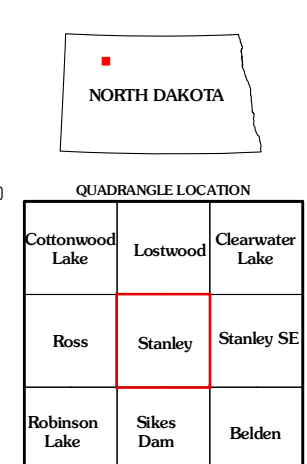 NORTH DAKOTA
QUADRANGLE LOCATION
Cottonwood
Lake
Lostwood
Clearwater
Lake
Ross
Stanley
Stanley SE
Robinson
Lake
Sikes
Dam
Belden